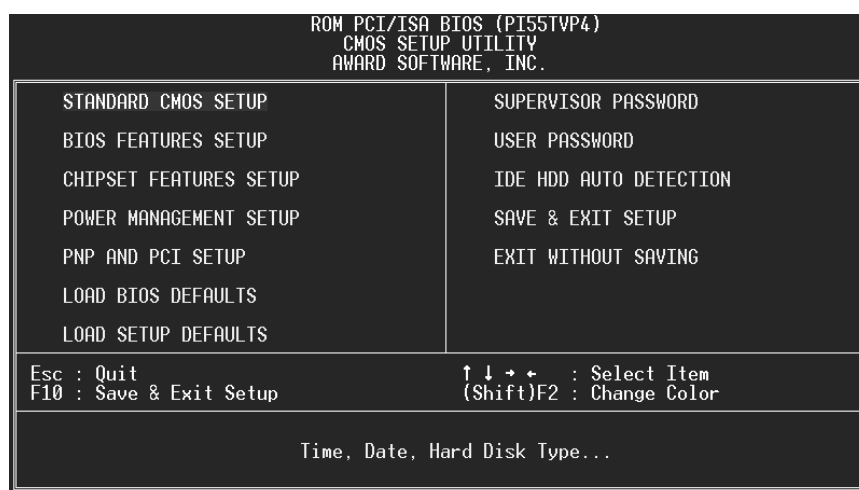 ROM PCI/ISA BIOS (PI55TVP4)
CMOS SETUP UTILITY
AWARD SOFTWARE, INC.
STANDARD CMOS SETUP
BIOS FEATURES SETUP
CHIPSET FEATURES SETUP
POWER MANAGEMENT SETUP
PNP AND PCI SETUP
LOAD BIOS DEFAULTS
LOAD SETUP DEFAULTS
SUPERVISOR PASSWORD
USER PASSWORD
IDE HDD AUTO DETECTION
SAVE & EXIT SETUP
EXIT WITHOUT SAVING
Esc : Quit
F10 : Save & Exit Setup
↑ ↓ → ← : Select Item
(Shift)F2 : Change Color
Time, Date, Hard Disk Type...